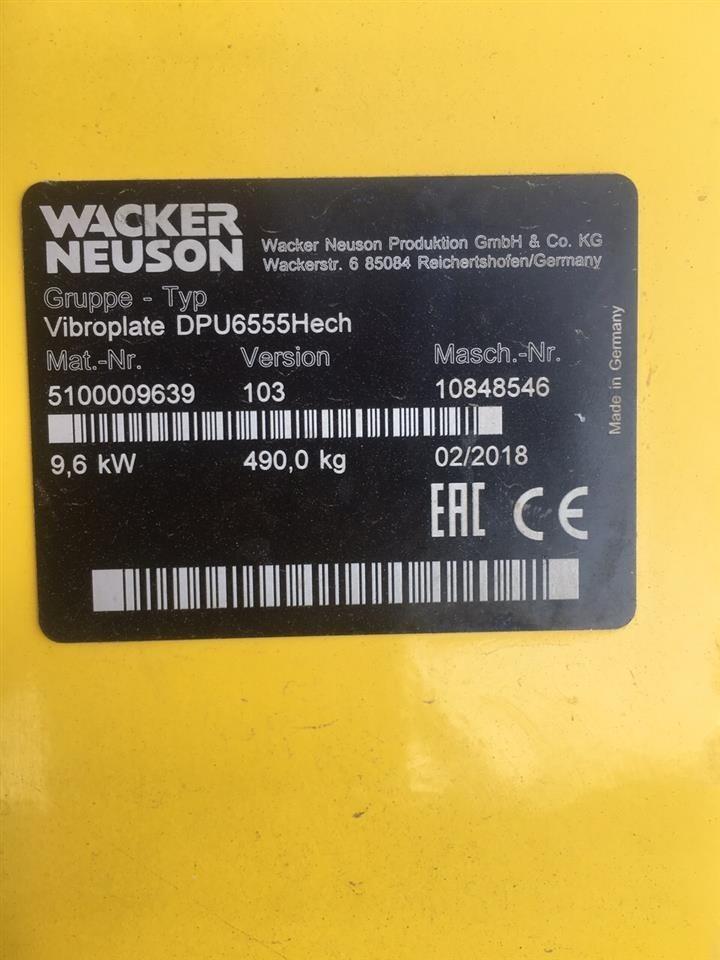 WACKER
NEUSON
Wacker Neuson Produktion GmbH & Co. KG
Wackerstr. 6 85084 Reichertshofen/Germany
Gruppe - Typ
Vibroplate DPU6555Hech
Mat.-Nr. Version Masch.-Nr.
5100009639 103 10848546
9,6 kW 490,0 kg 02/2018
EAC CE
Made in Germany